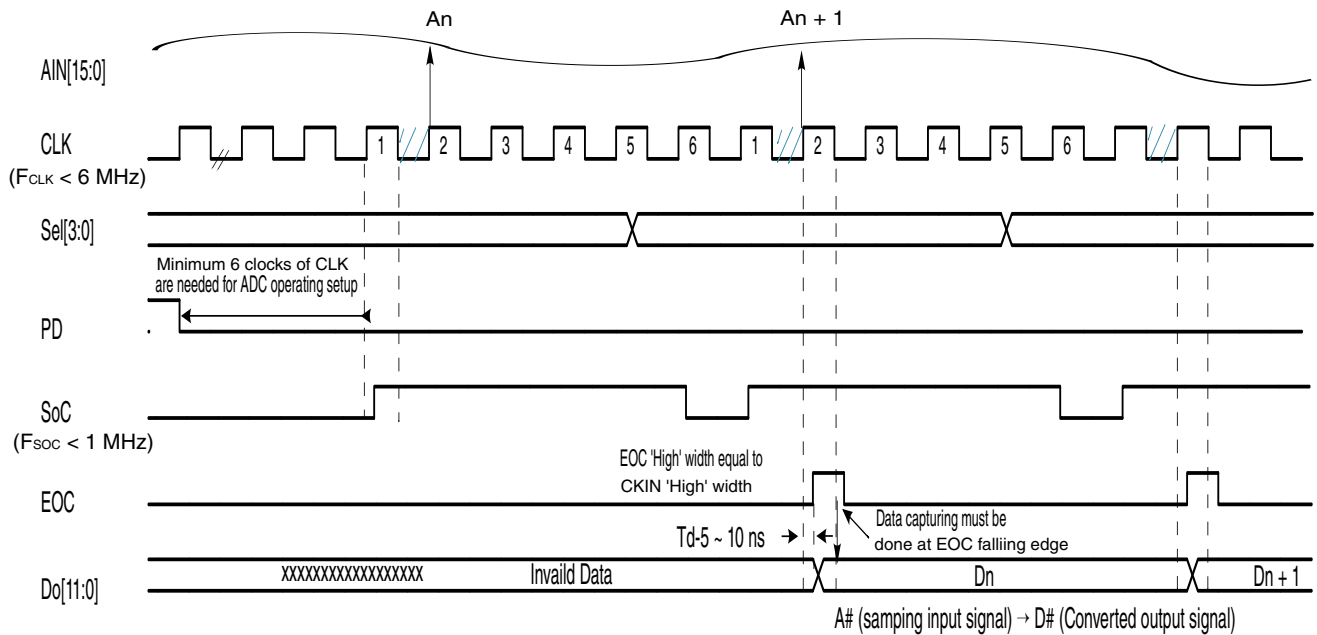 An
An + 1
AIN[15:0]
CLK
1 2 3 4 5 6 1 2 3 4 5 6
(FCLK < 6 MHz)
Sel[3:0]
Minimum 6 clocks of CLK
are needed for ADC operating setup
PD
SoC
(FSOC < 1 MHz)
EOC 'High' width equal to
CKIN 'High' width
EOC
Data capturing must be
done at EOC falliing edge
Td-5 ~ 10 ns
Do[11:0]
XXXXXXXXXXXXXXXXXX
Invaild Data
Dn
Dn + 1
A# (samping input signal) → D# (Converted output signal)